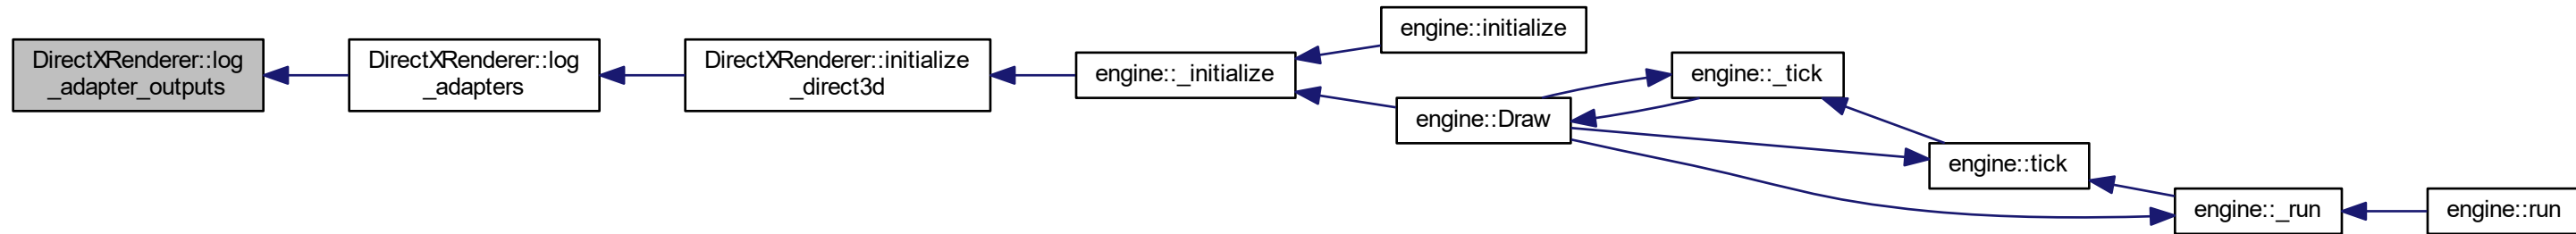 DirectXRenderer::log
_adapter_outputs
DirectXRenderer::log
_adapters
DirectXRenderer::initialize
_direct3d
engine::_initialize
engine::initialize
engine::Draw
engine::_tick
engine::tick
engine::_run
engine::run